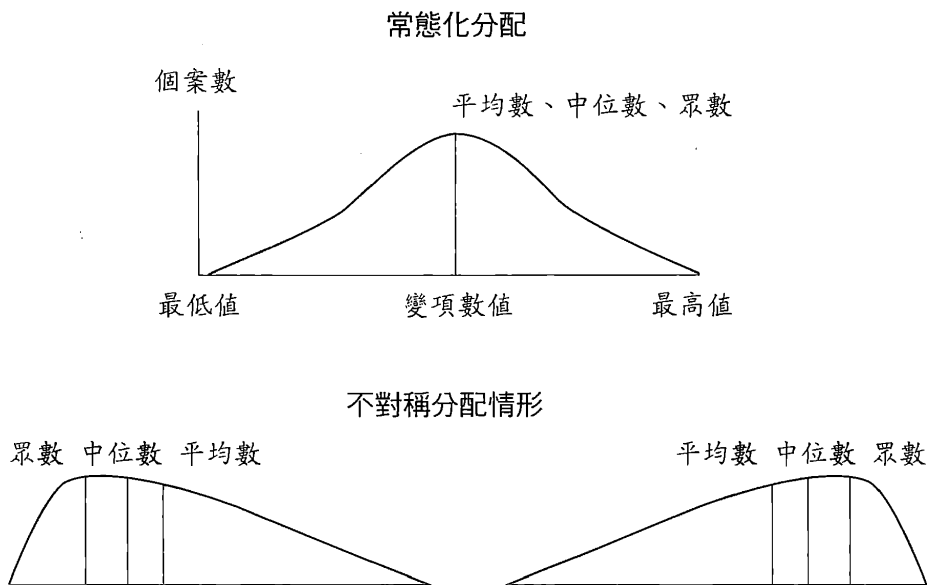 常態化分配
個案數
平均數、中位數、眾數
最低值 變項數值 最高值
不對稱分配情形
眾數 中位數 平均數
平均數 中位數 眾數